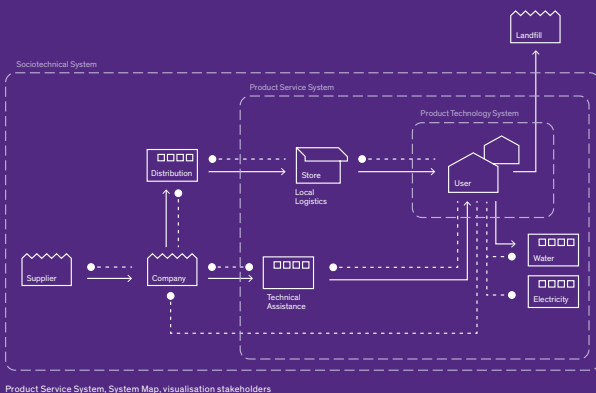 Landfill
Sociotechnical System
Product Service System
Product Technology System
Distribution
Store
Local
Logistics
User
Supplier
Company
Technical
Assistance
Water
Electricity
Product Service System, System Map, visualisation stakeholders